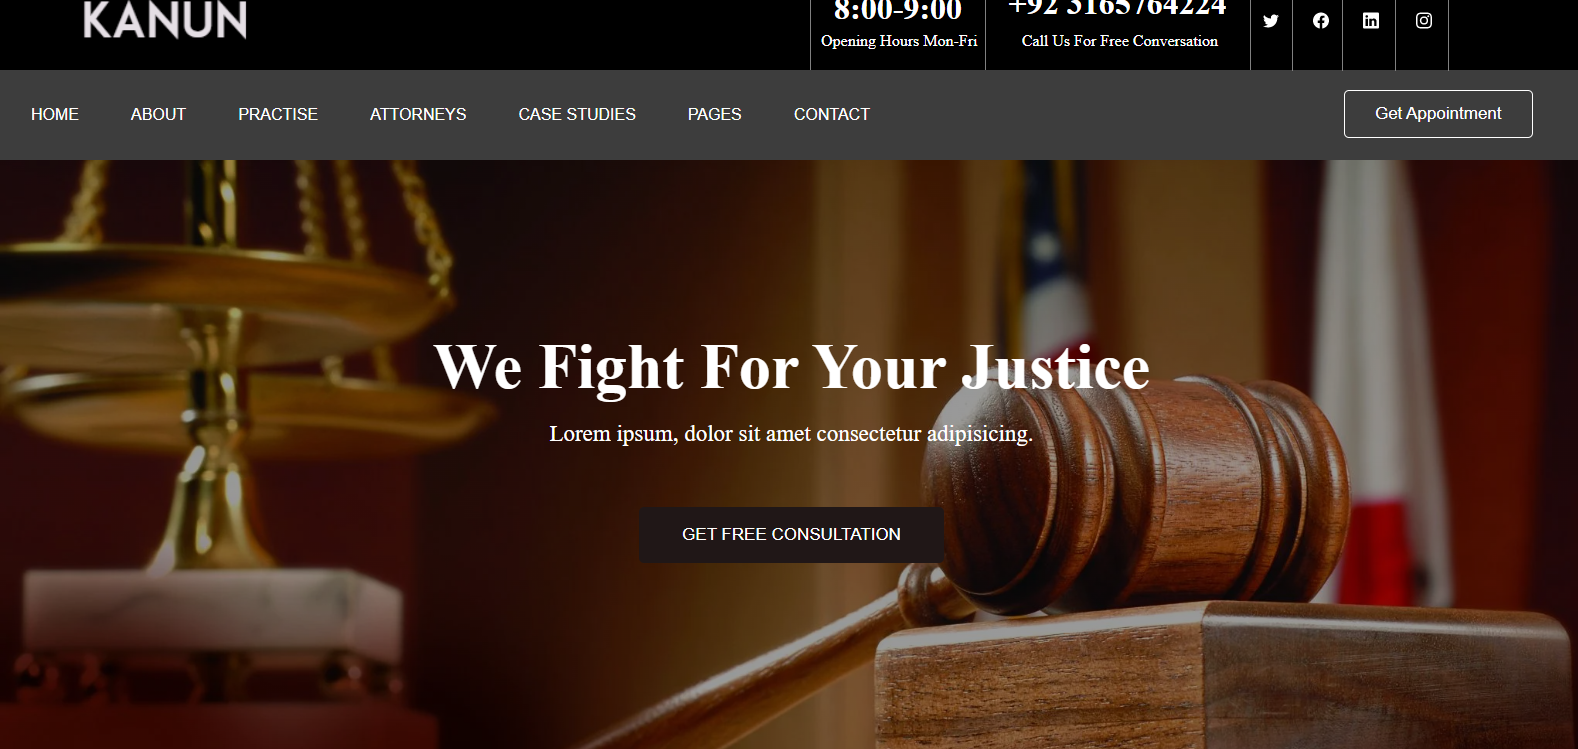 KANUN
8:00-9:00
Opening Hours Mon-Fri
+92 3165764224
Call Us For Free Conversation
HOME ABOUT PRACTISE ATTORNEYS CASE STUDIES PAGES CONTACT
Get Appointment
We Fight For Your Justice
Lorem ipsum, dolor sit amet consectetur adipisicing.
GET FREE CONSULTATION